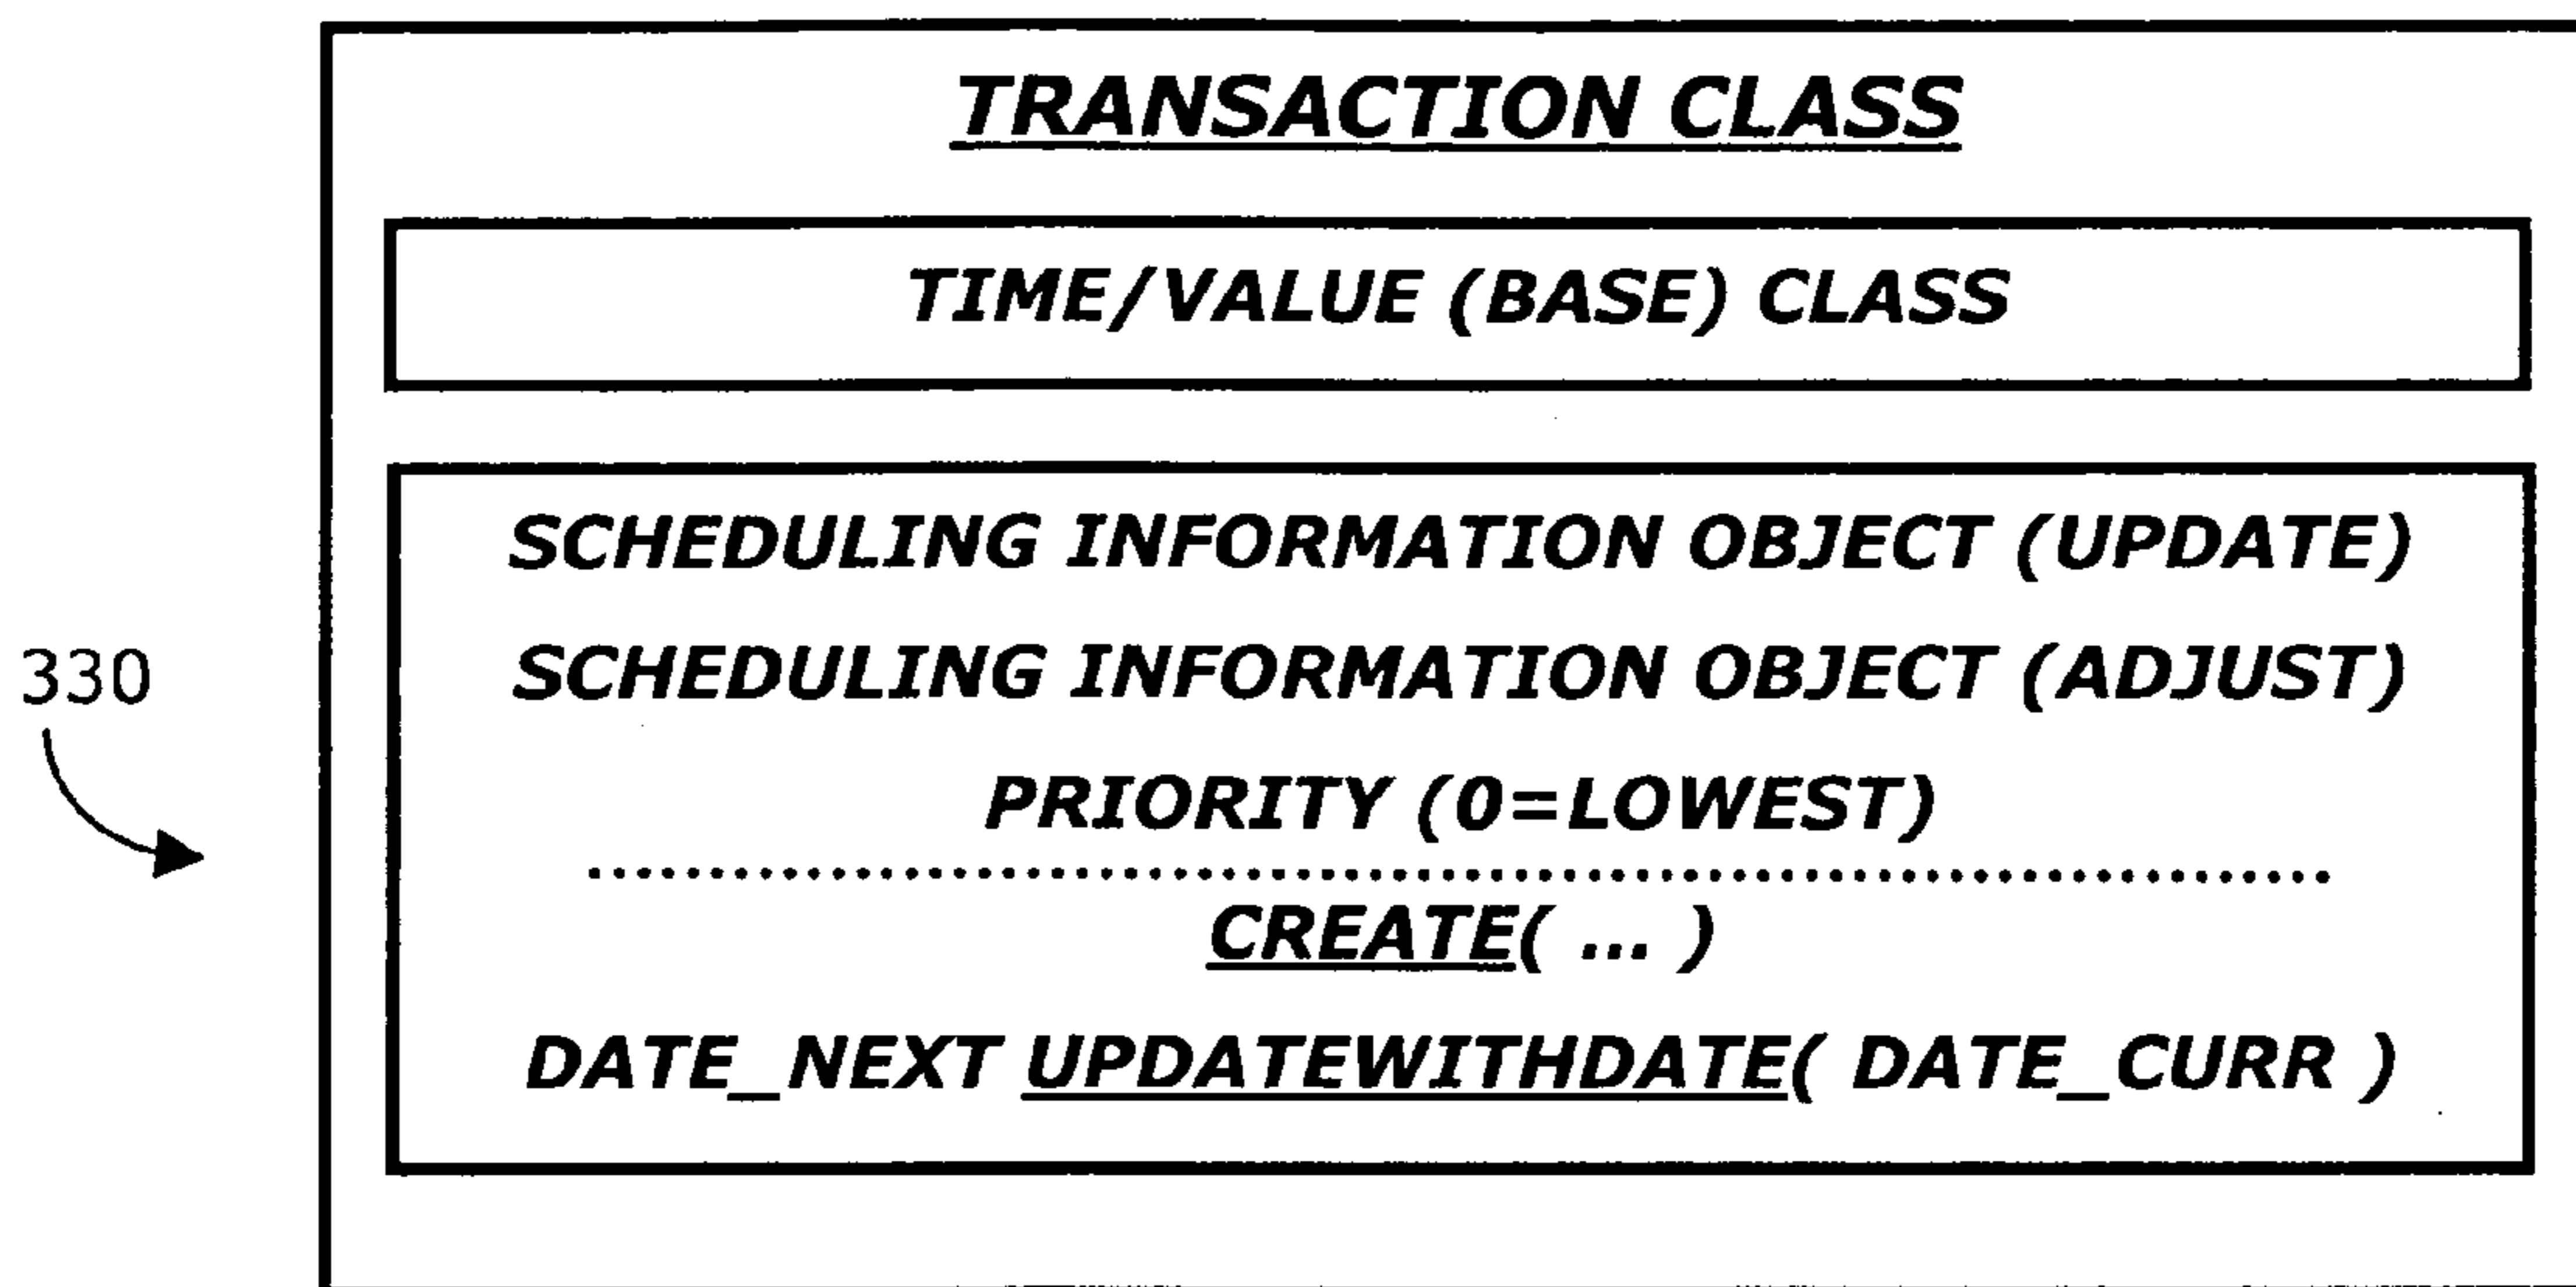 TRANSACTION CLASS
TIME/VALUE (BASE) CLASS
SCHEDULING INFORMATION OBJECT (UPDATE)
SCHEDULING INFORMATION OBJECT (ADJUST)
330
PRIORITY (0=LOWEST)
CREATE( ... )
DATE_NEXT UPDATEWITHDATE( DATE_CURR )